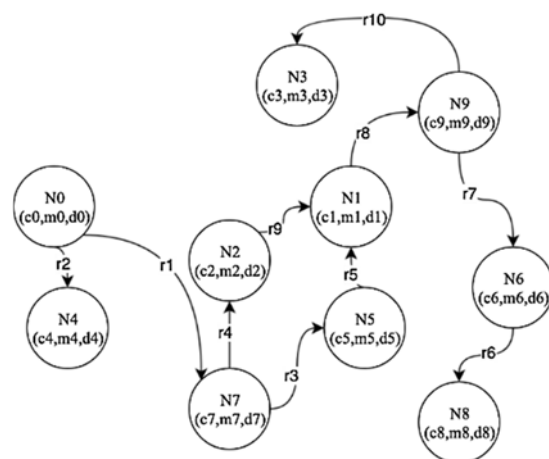 r10
N3
(c3,m3,d3)
N9
(c9,m9,d9)
r8
r7
N0
(c0,m0,d0)
N1
(c1,m1,d1)
r9
r2
r1
N2
(c2,m2,d2)
r5
N6
(c6,m6,d6)
N4
(c4,m4,d4)
r4
N5
(c5,m5,d5)
r6
r3
N7
(c7,m7,d7)
N8
(c8,m8,d8)